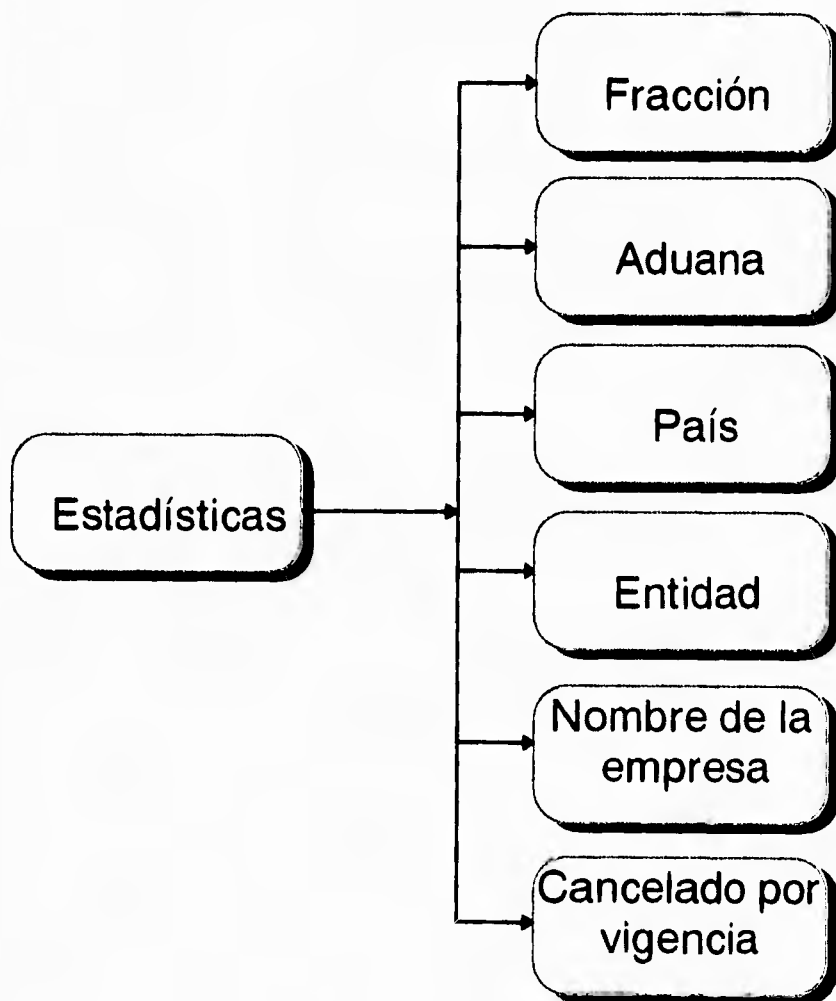 Fracción
Aduana
País
Estadísticas
Entidad
Nombre de la
empresa
Cancelado por
vigencia